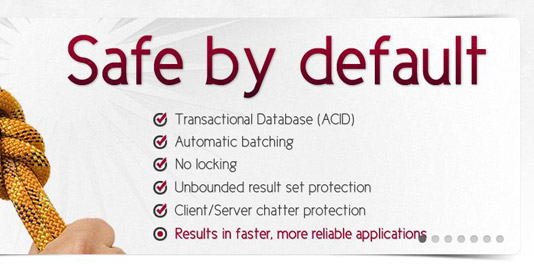 Safe by default
Transactional Database (ACID)
Automatic batching
No locking
Unbounded result set protection
Client/Server chatter protection
Results in faster, more reliable applications